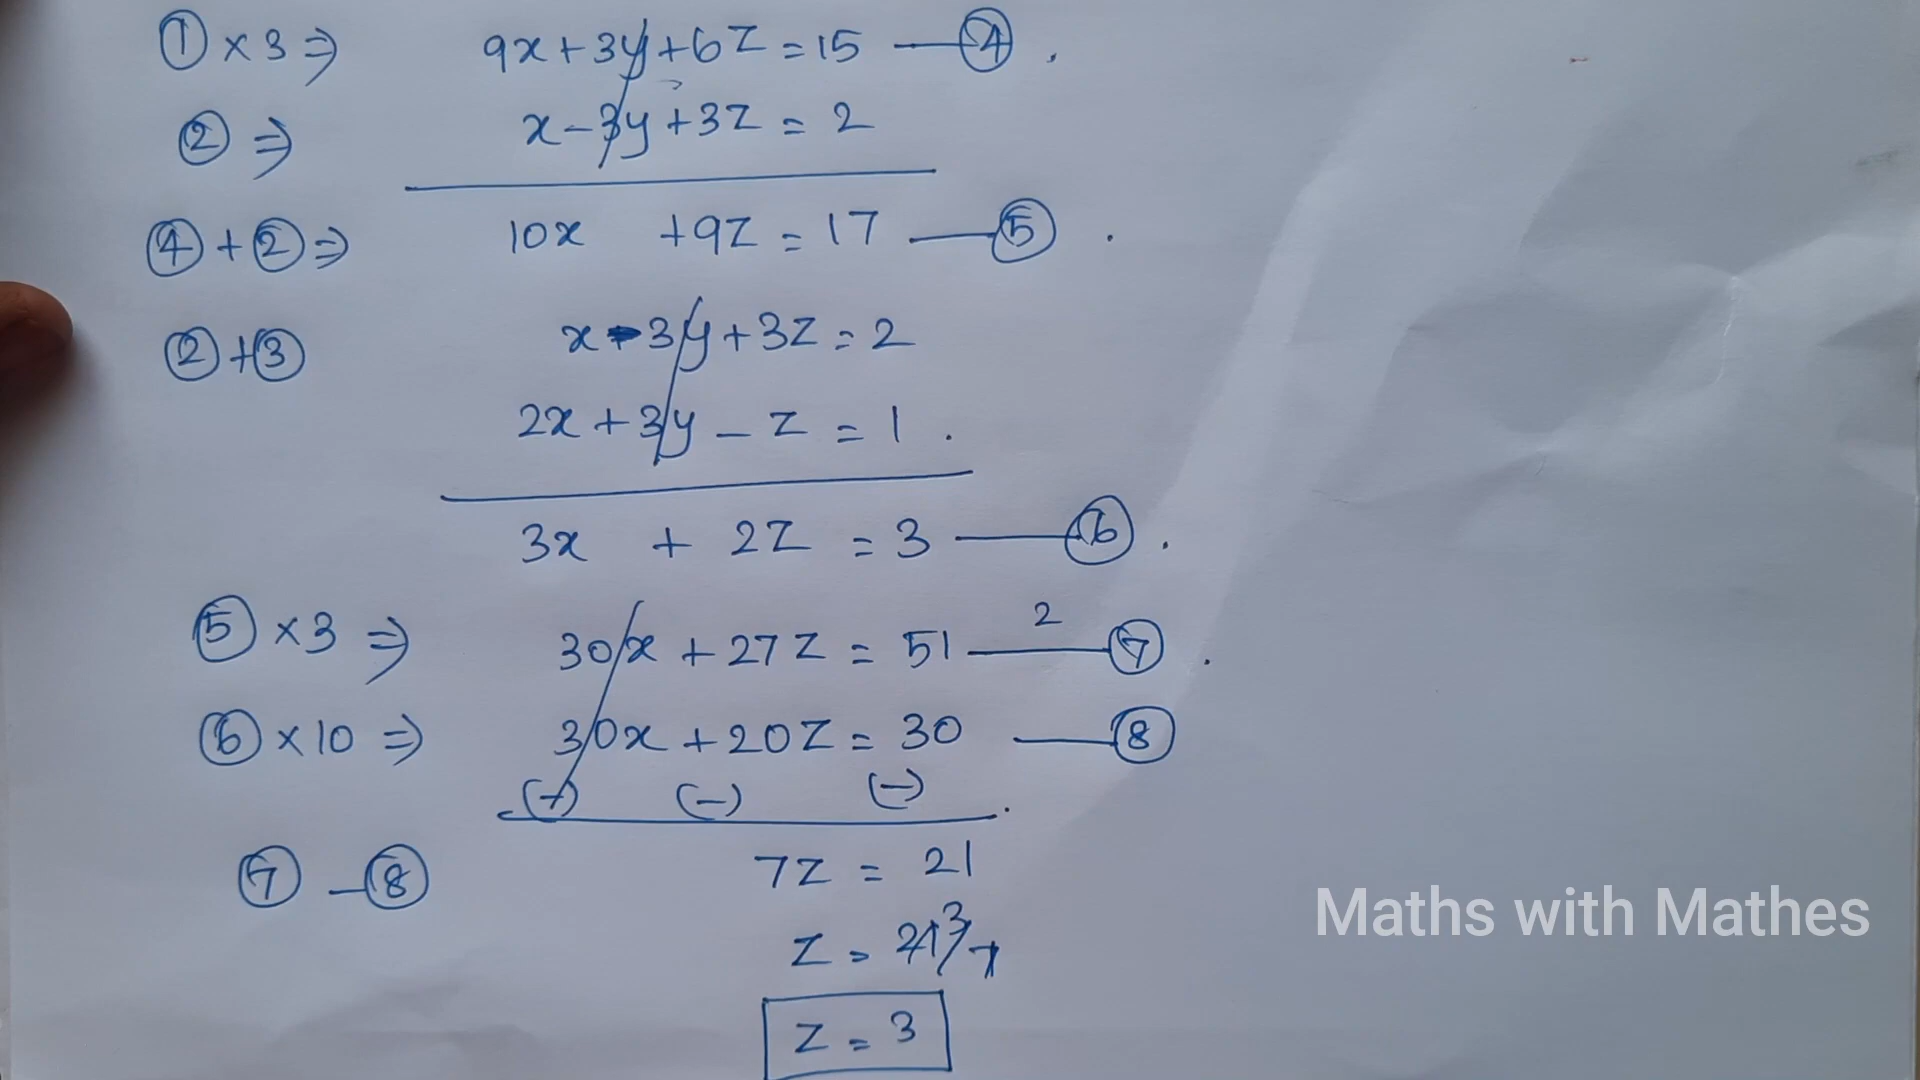 ① × 3 ⇒ 9x + 3y + 6z = 15 — ④ .
② ⇒ x - 3y + 3z = 2
④ + ② ⇒ 10x + 9z = 17 — ⑤ .
② + ③ x - 3y + 3z = 2
2x + 3y - z = 1 .
3x + 2z = 3 — ⑥ .
2
⑤ × 3 ⇒ 30x + 27z = 51 — ⑦ .
⑥ × 10 ⇒ 30x + 20z = 30 — ⑧
(-) (-) (-) .
⑦ - ⑧ 7z = 21
z = 21/7 3
Maths with Mathes
z = 3